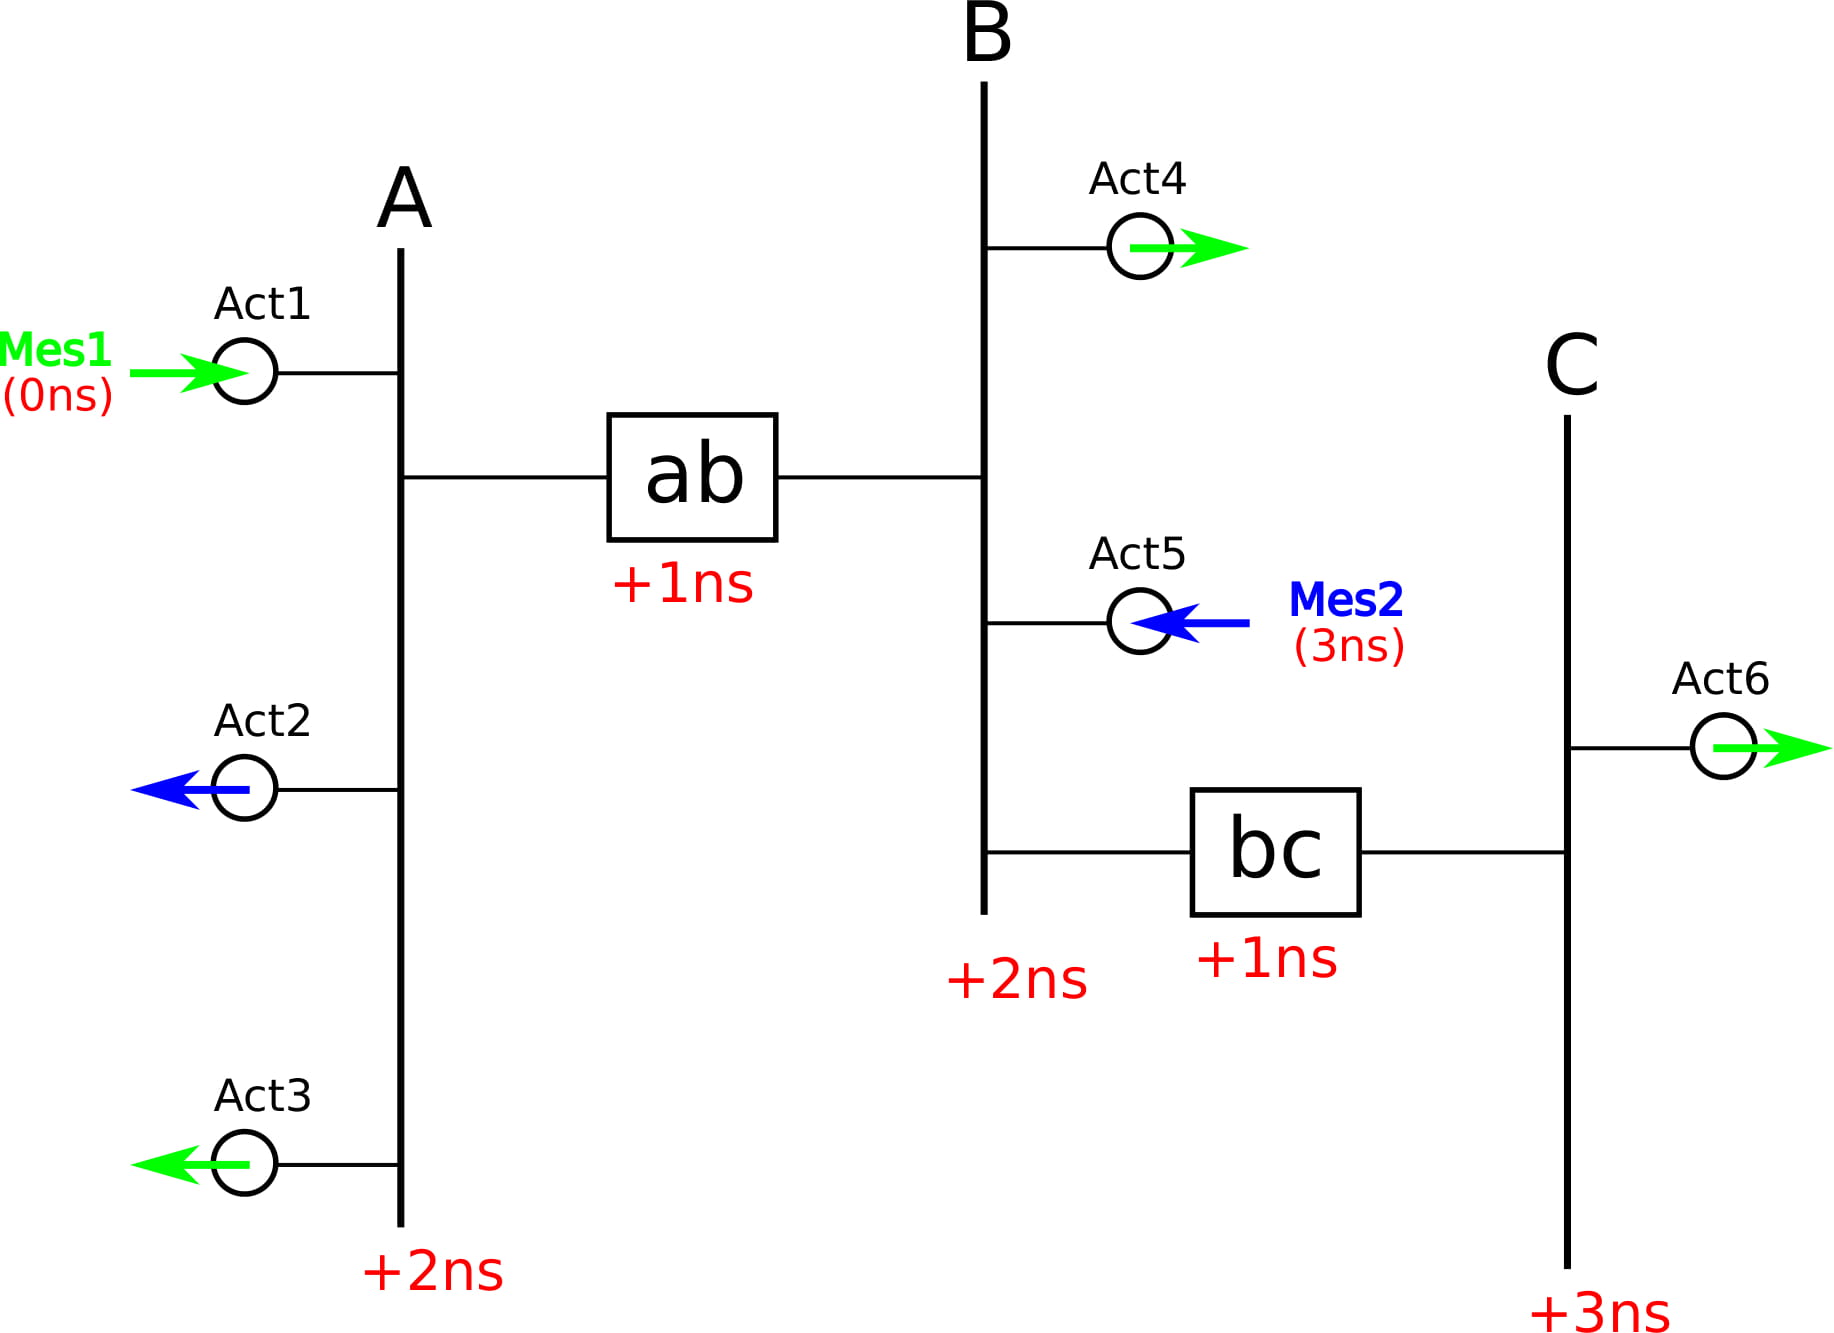 B
Act4
A
Act1
Mes1
(0ns)
C
ab
Act5
+1ns
Mes2
(3ns)
Act6
Act2
bc
+1ns
+2ns
Act3
+2ns
+3ns